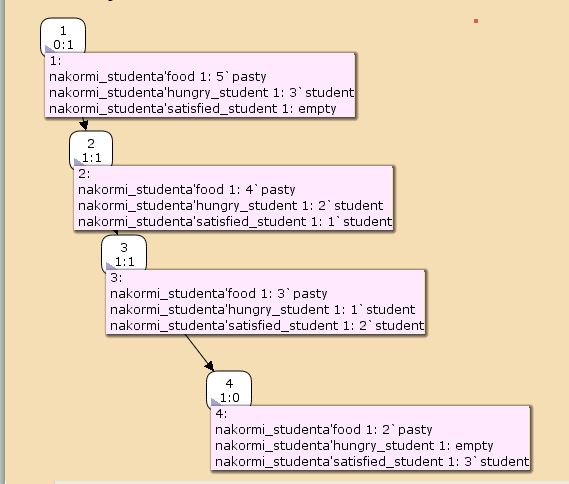 1
0:1
1:
nakormi_studenta'food 1: 5`pasty
nakormi_studenta'hungry_student 1: 3`student
nakormi_studenta'satisfied_student 1: empty
2
1:1
2:
nakormi_studenta'food 1: 4`pasty
nakormi_studenta'hungry_student 1: 2`student
nakormi_studenta'satisfied_student 1: 1`student
3
1:1
3:
nakormi_studenta'food 1: 3`pasty
nakormi_studenta'hungry_student 1: 1`student
nakormi_studenta'satisfied_student 1: 2`student
4
1:0
4:
nakormi_studenta'food 1: 2`pasty
nakormi_studenta'hungry_student 1: empty
nakormi_studenta'satisfied_student 1: 3`student